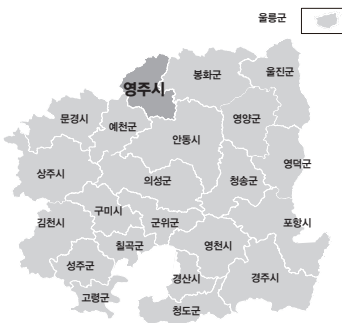 울릉군
영주시
봉화군
울진군
문경시
예천군
안동시
영양군
영덕군
상주시
의성군
청송군
구미시
군위군
김천시
포항시
칠곡군
영천시
성주군
경산시
경주시
고령군
청도군